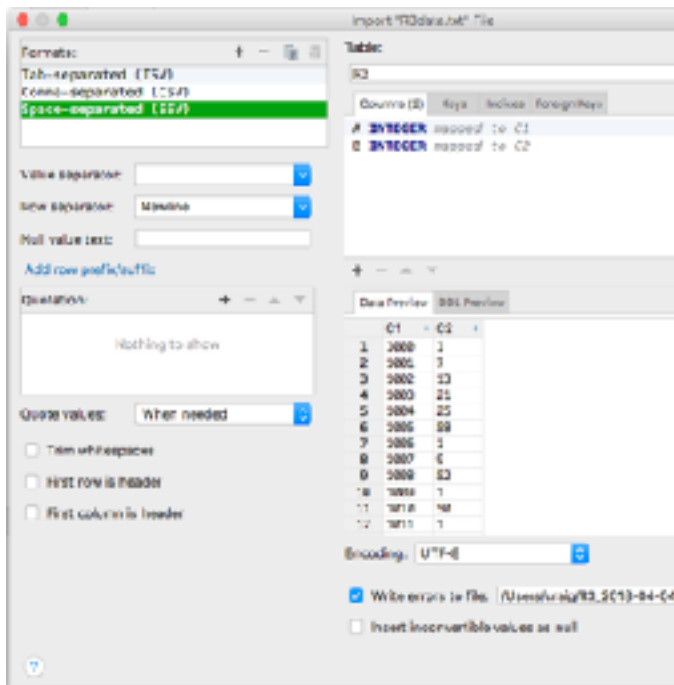 Import "R3data.txt" File
Formats:
Tab-separated (TSV)
Comma-separated (CSV)
Space-separated (SSV)
Value separator:
Row separator: Newline
Null value text:
Add row prefix/suffix
Quotation:
Nothing to show
Quote values: When needed
Trim whitespaces
First row is header
First column is header
Table:
Columns (2) Keys Indices Foreign Keys
A INTEGER mapped to C1
B INTEGER mapped to C2
Data Preview DDL Preview
C1 C2
1
2
3
4
5
6
7
8
9
10
11
12
Encoding: UTF-8
Write errors to file:
Insert inconvertible values as null
?